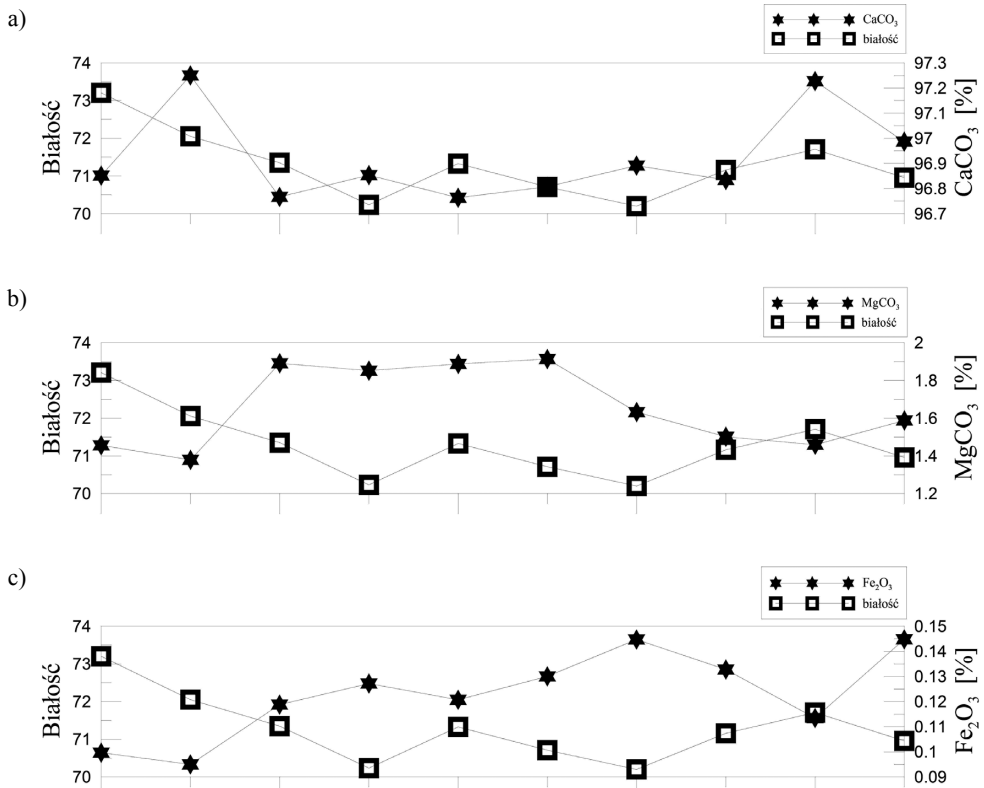 a)
CaCO₃
białość
74
73
72
71
70
Białość
97.3
97.2
97.1
97
96.9
96.8
96.7
CaCO₃ [%]
b)
MgCO₃
białość
74
73
72
71
70
Białość
2
1.8
1.6
1.4
1.2
MgCO₃ [%]
c)
Fe₂O₃
białość
74
73
72
71
70
Białość
0.15
0.14
0.13
0.12
0.11
0.1
0.09
Fe₂O₃ [%]